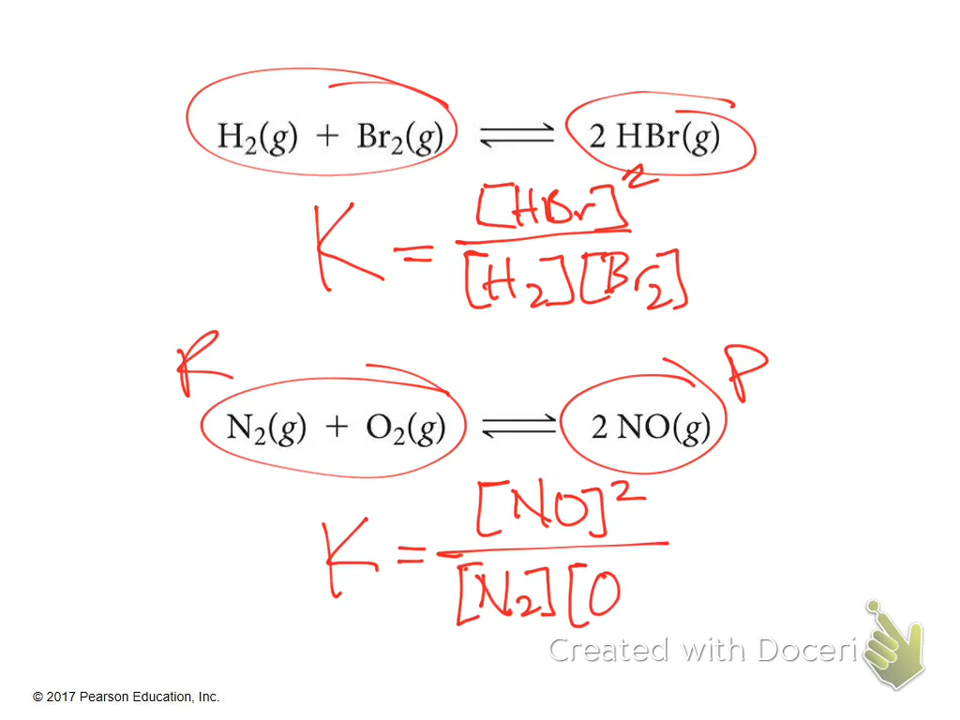 H₂(g) + Br₂(g) ⇌ 2 HBr(g)
K = [HBr]² / [H₂][Br₂]
R P
N₂(g) + O₂(g) ⇌ 2 NO(g)
K = [NO]² / [N₂][O
Created with Doceri
© 2017 Pearson Education, Inc.